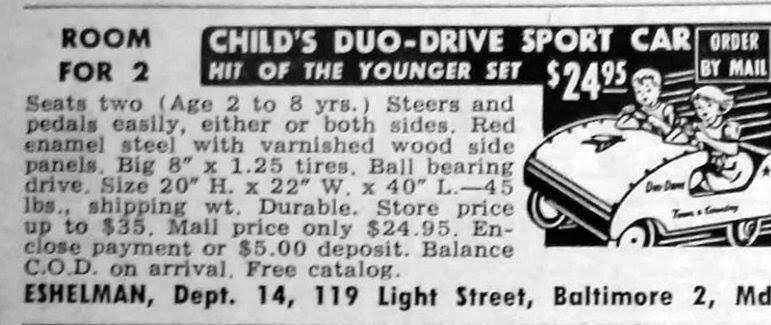 ROOM
FOR 2
CHILD'S DUO-DRIVE SPORT CAR
HIT OF THE YOUNGER SET
$24.95
ORDER
BY MAIL
Seats two (Age 2 to 8 yrs.) Steers and
pedals easily, either or both sides. Red
enamel steel with varnished wood side
panels. Big 8" x 1.25 tires. Ball bearing
drive. Size 20" H. x 22" W. x 40" L.—45
lbs., shipping wt. Durable. Store price
up to $35. Mail price only $24.95. En-
close payment or $5.00 deposit. Balance
C.O.D. on arrival. Free catalog.
Duo-Drive
Town & Country
ESHELMAN, Dept. 14, 119 Light Street, Baltimore 2, Md